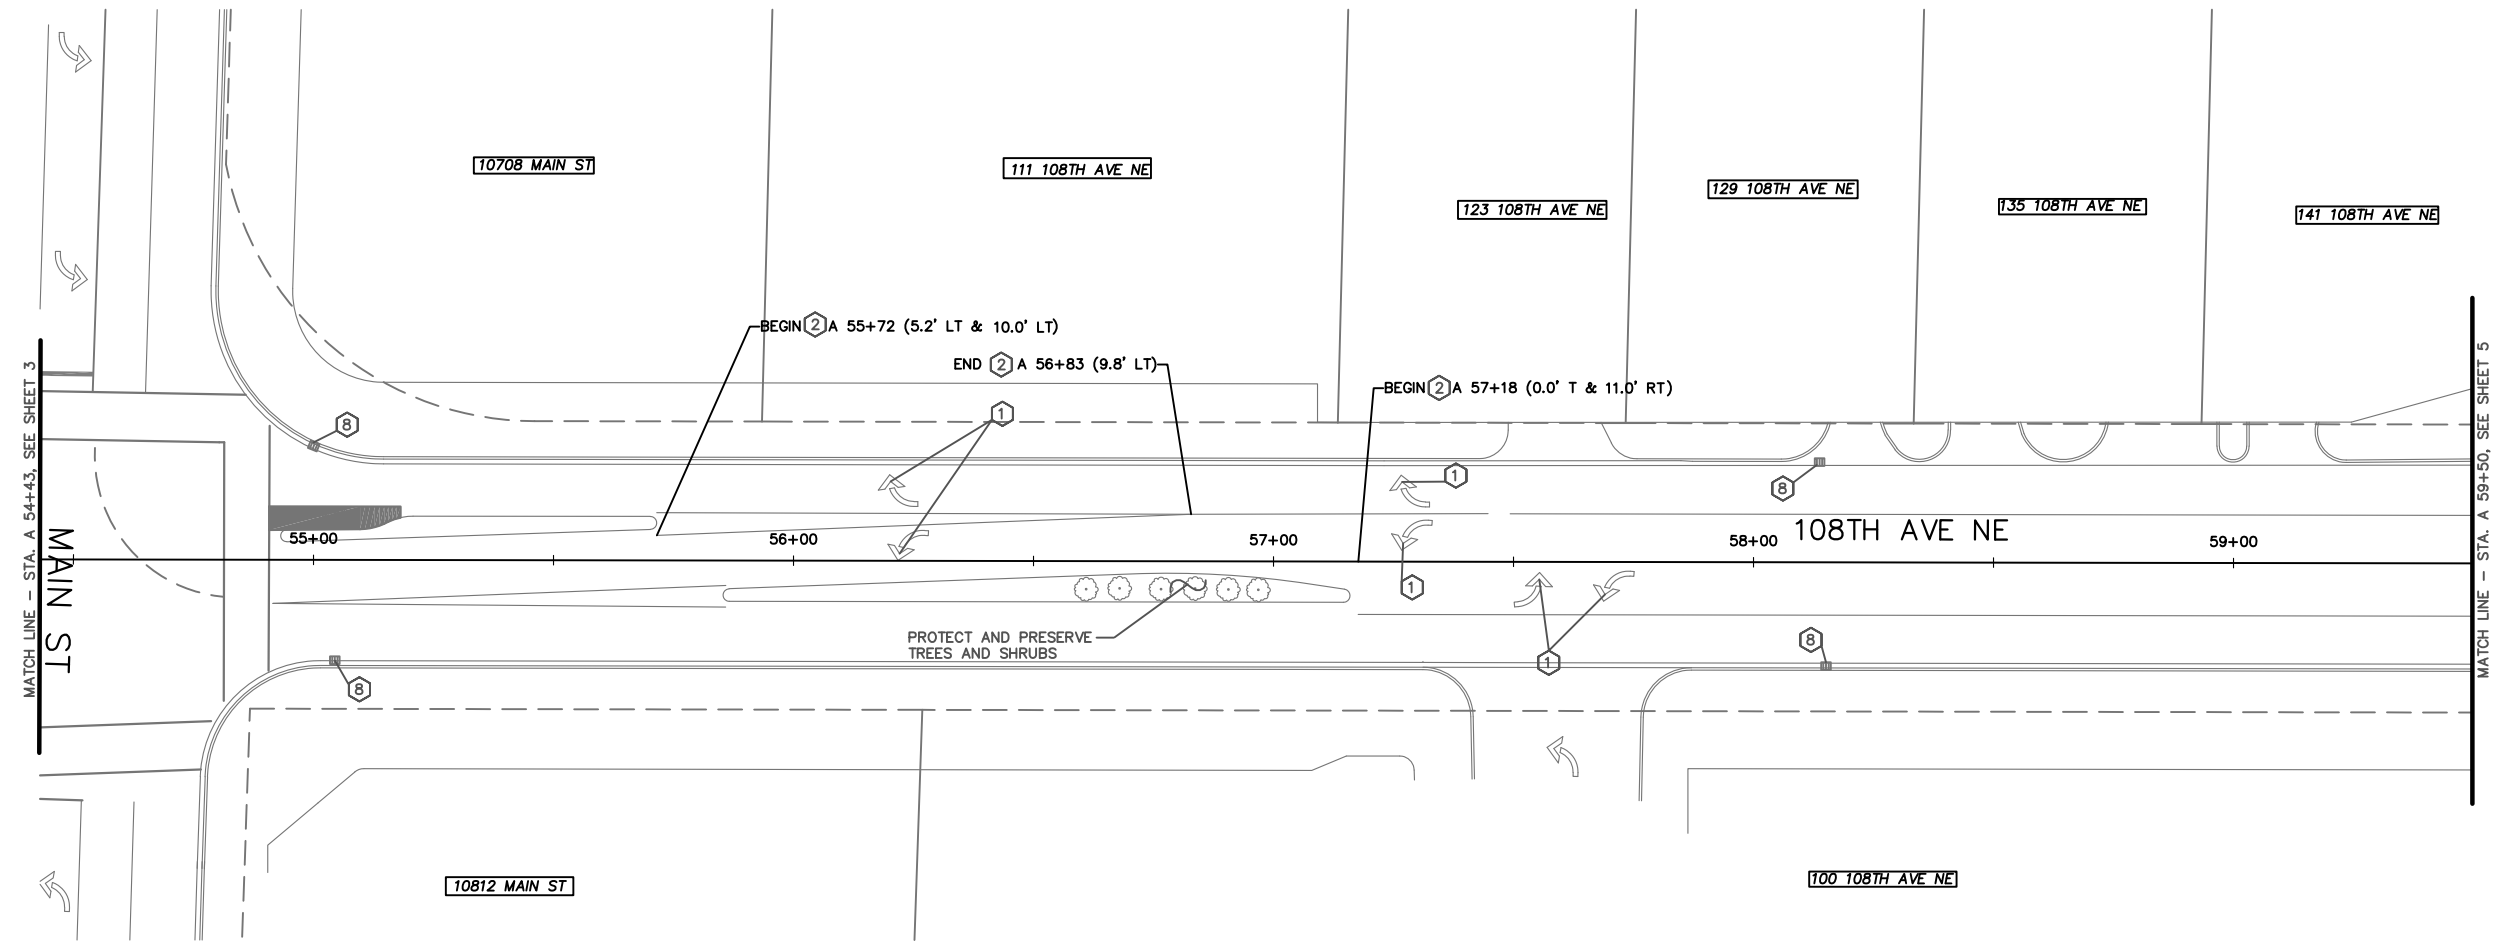 10708 MAIN ST
111 108TH AVE NE
129 108TH AVE NE
123 108TH AVE NE
135 108TH AVE NE
141 108TH AVE NE
BEGIN 2 A 55+72 (5.2' LT & 10.0' LT)
END 2 A 56+83 (9.8' LT)
BEGIN 2 A 57+18 (0.0' T & 11.0' RT)
1
8
1
8
MATCH LINE - STA. A 54+43, SEE SHEET 3
MATCH LINE - STA. A 59+50, SEE SHEET 5
MAIN ST
108TH AVE NE
55+00
56+00
57+00
58+00
59+00
1
PROTECT AND PRESERVE
TREES AND SHRUBS
8
1
8
10812 MAIN ST
100 108TH AVE NE